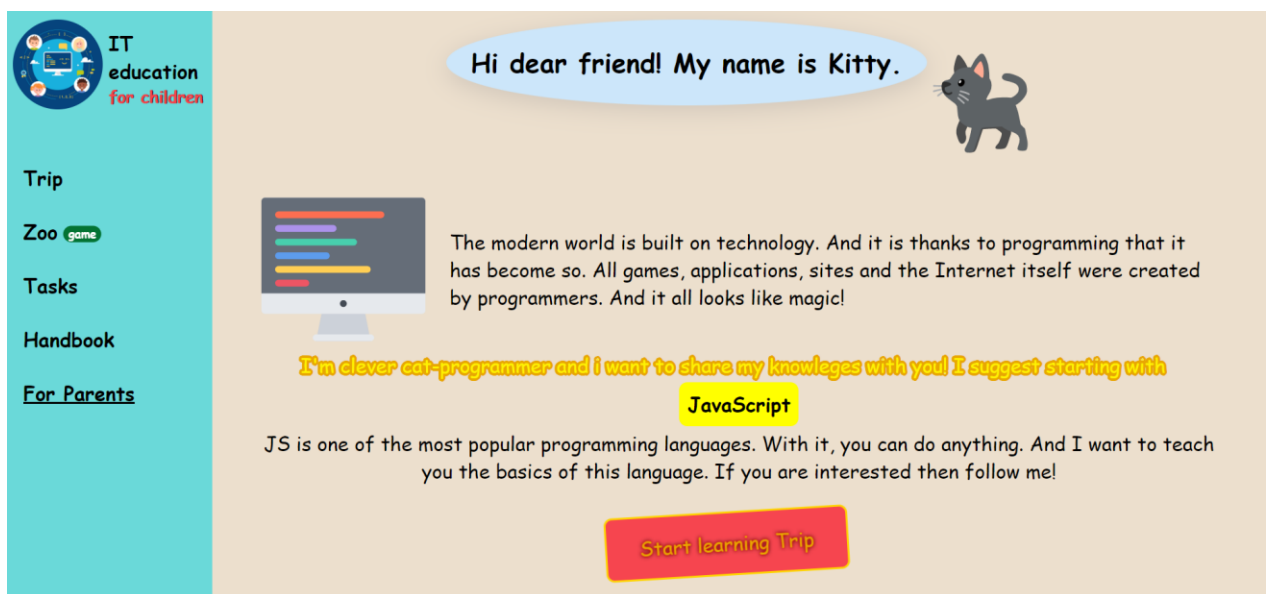 IT
education
for children
Trip
Zoo game
Tasks
Handbook
For Parents
Hi dear friend! My name is Kitty.
The modern world is built on technology. And it is thanks to programming that it
has become so. All games, applications, sites and the Internet itself were created
by programmers. And it all looks like magic!
I'm clever cat-programmer and i want to share my knowleges with you! I suggest starting with
JavaScript
JS is one of the most popular programming languages. With it, you can do anything. And I want to teach
you the basics of this language. If you are interested then follow me!
Start learning Trip